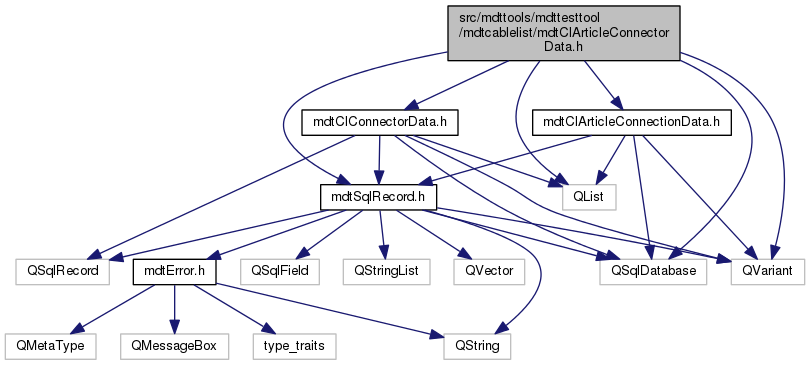 src/mdttools/mdttesttool
/mdtcablelist/mdtClArticleConnector
Data.h
mdtClConnectorData.h
mdtClArticleConnectionData.h
mdtSqlRecord.h
QList
QSqlRecord
mdtError.h
QSqlField
QStringList
QVector
QSqlDatabase
QVariant
QMetaType
QMessageBox
type_traits
QString